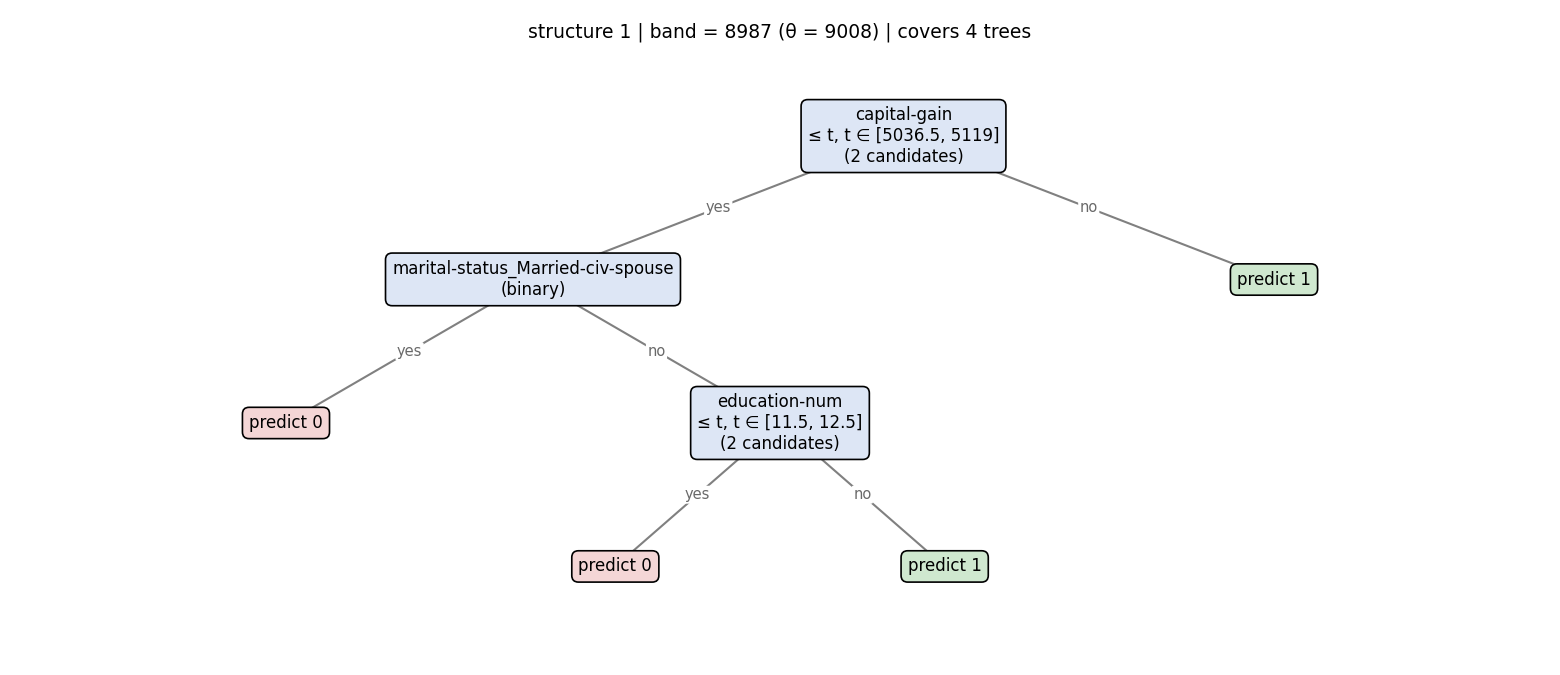 structure 1 | band = 8987 (θ = 9008) | covers 4 trees
capital-gain
≤ t, t ∈ [5036.5, 5119]
(2 candidates)
yes
no
marital-status_Married-civ-spouse
(binary)
predict 1
yes
no
predict 0
education-num
≤ t, t ∈ [11.5, 12.5]
(2 candidates)
yes
no
predict 0
predict 1